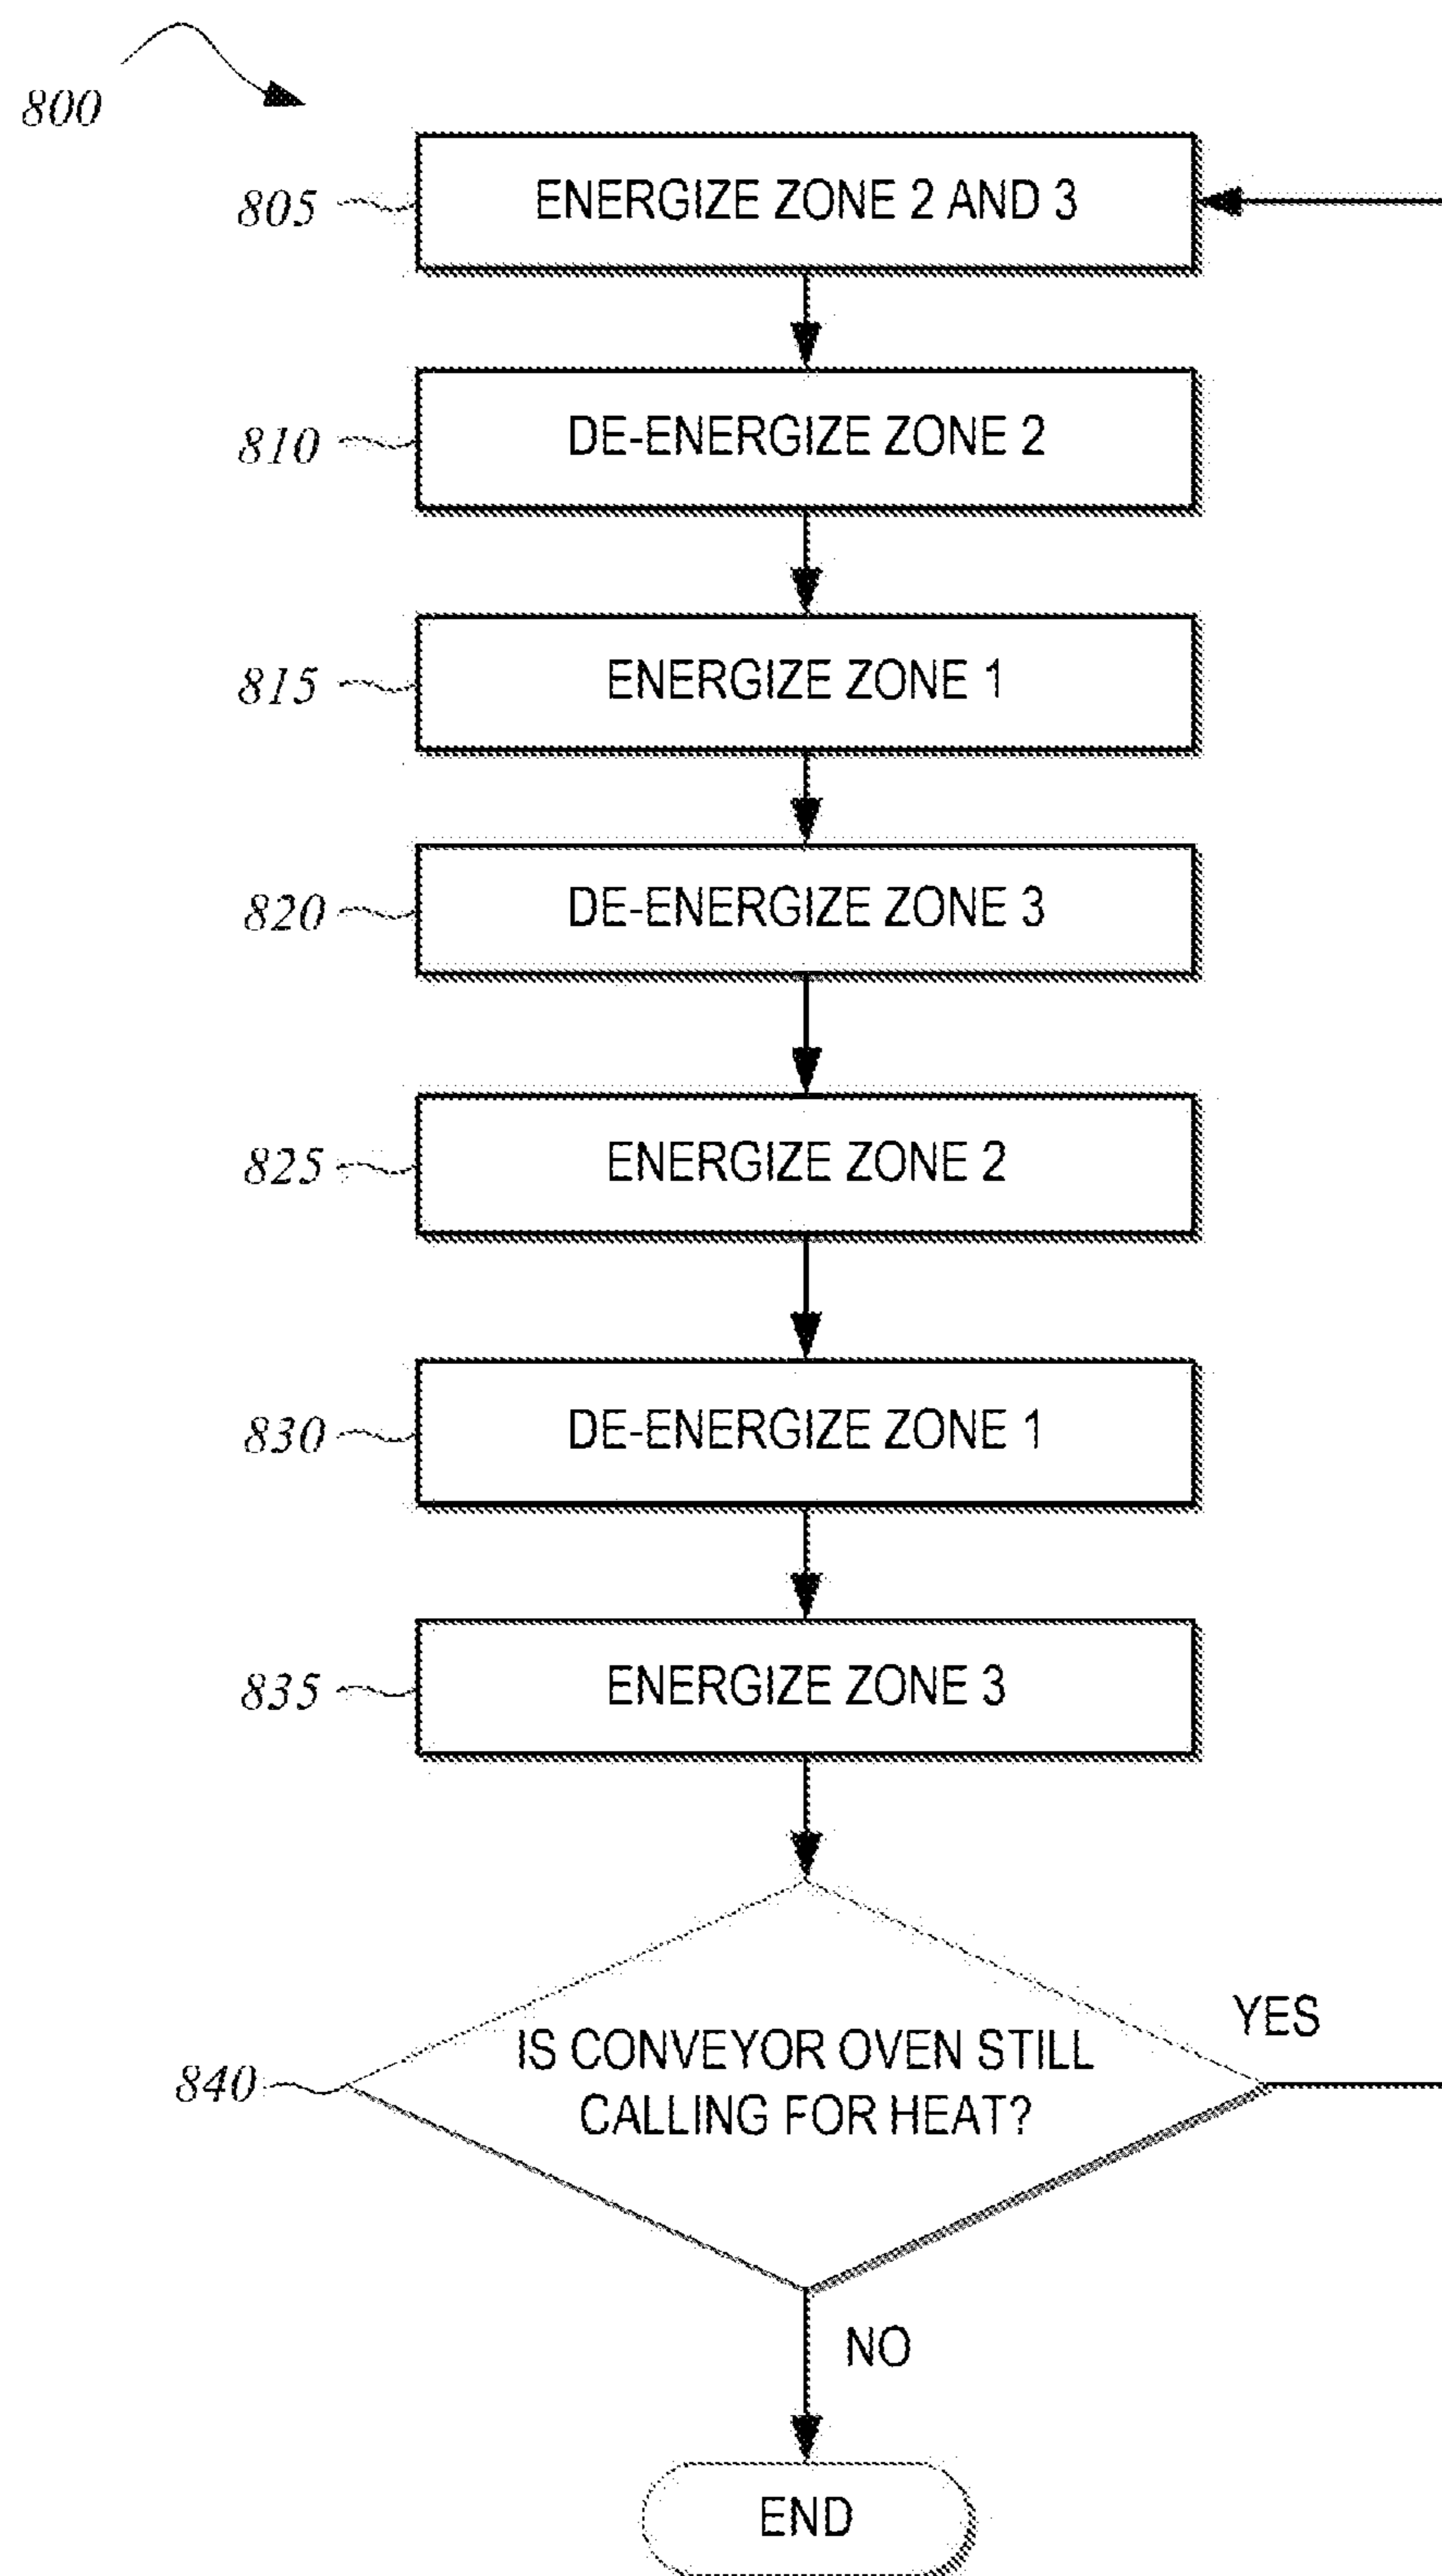 800
805
ENERGIZE ZONE 2 AND 3
810
DE-ENERGIZE ZONE 2
815
ENERGIZE ZONE 1
820
DE-ENERGIZE ZONE 3
825
ENERGIZE ZONE 2
830
DE-ENERGIZE ZONE 1
835
ENERGIZE ZONE 3
840
IS CONVEYOR OVEN STILL
CALLING FOR HEAT?
YES
NO
END